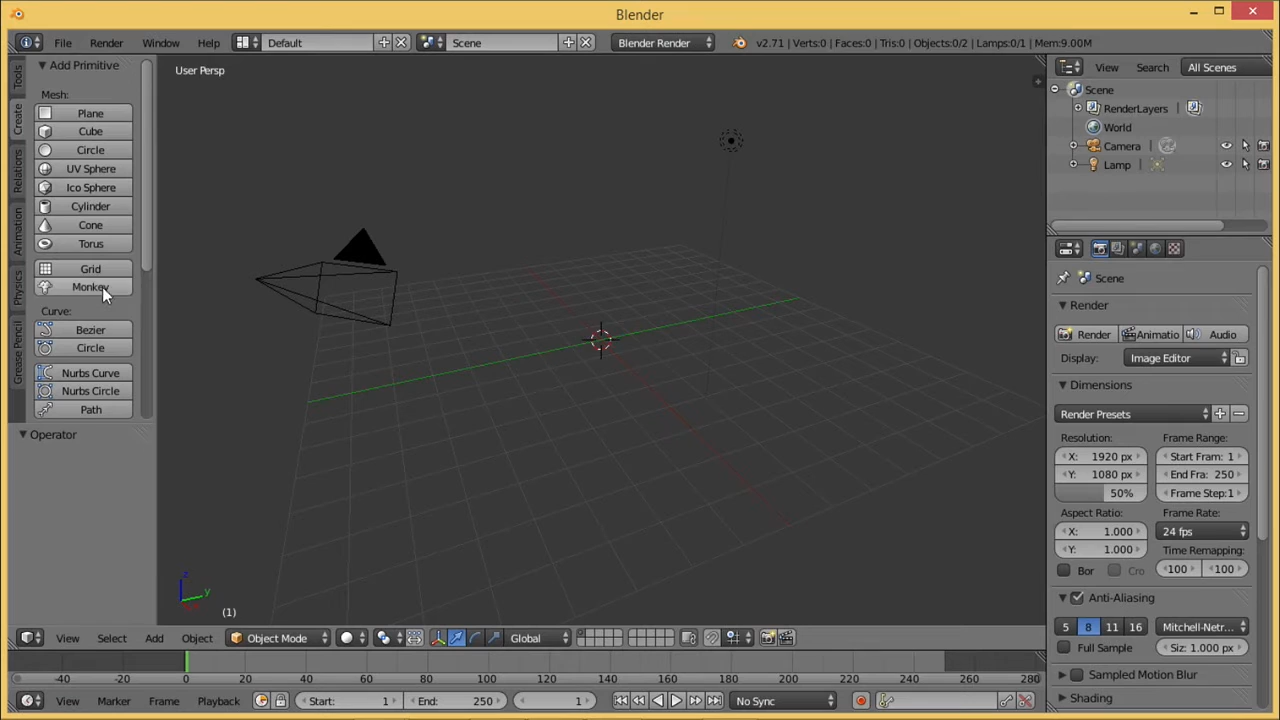 Blender
File Render Window Help Default Scene Blender Render v2.71 | Verts:0 | Faces:0 | Tris:0 | Objects:0/2 | Lamps:0/1 | Mem:9.00M
Add Primitive
Mesh:
Plane
Cube
Circle
UV Sphere
Ico Sphere
Cylinder
Cone
Torus
Grid
Monkey
Curve:
Bezier
Circle
Nurbs Curve
Nurbs Circle
Path
Operator
Tools
Create
Relations
Animation
Physics
Grease Pencil
User Persp
z
y
(1)
View Search All Scenes
Scene
RenderLayers
World
Camera
Lamp
Scene
Render
Render Animatio Audio
Display: Image Editor
Dimensions
Render Presets
Resolution: Frame Range:
X: 1920 px Start Fram: 1
Y: 1080 px End Fra: 250
50% Frame Step:1
Aspect Ratio: Frame Rate:
X: 1.000 24 fps
Y: 1.000 Time Remapping:
Bor Cro 100 100
Anti-Aliasing
5 8 11 16 Mitchell-Netr...
Full Sample Siz: 1.000 px
Sampled Motion Blur
Shading
View Select Add Object Object Mode Global
-40 -20 0 20 40 60 80 100 120 140 160 180 200 220 240 260 280
View Marker Frame Playback Start: 1 End: 250 1 No Sync